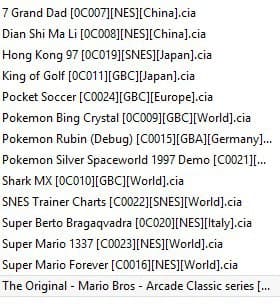 7 Grand Dad [0C007][NES][China].cia
Dian Shi Ma Li [0C008][NES][China].cia
Hong Kong 97 [0C019][SNES][Japan].cia
King of Golf [0C011][GBC][Japan].cia
Pocket Soccer [C0024][GBC][Europe].cia
Pokemon Bing Crystal [0C009][GBC][World].cia
Pokemon Rubin (Debug) [C0015][GBA][Germany]...
Pokemon Silver Spaceworld 1997 Demo [C0021][...
Shark MX [0C010][GBC][World].cia
SNES Trainer Charts [C0022][SNES][World].cia
Super Berto Bragaqvadra [0C020][NES][Italy].cia
Super Mario 1337 [C0023][NES][World].cia
Super Mario Forever [C0016][NES][World].cia
The Original - Mario Bros - Arcade Classic series [...